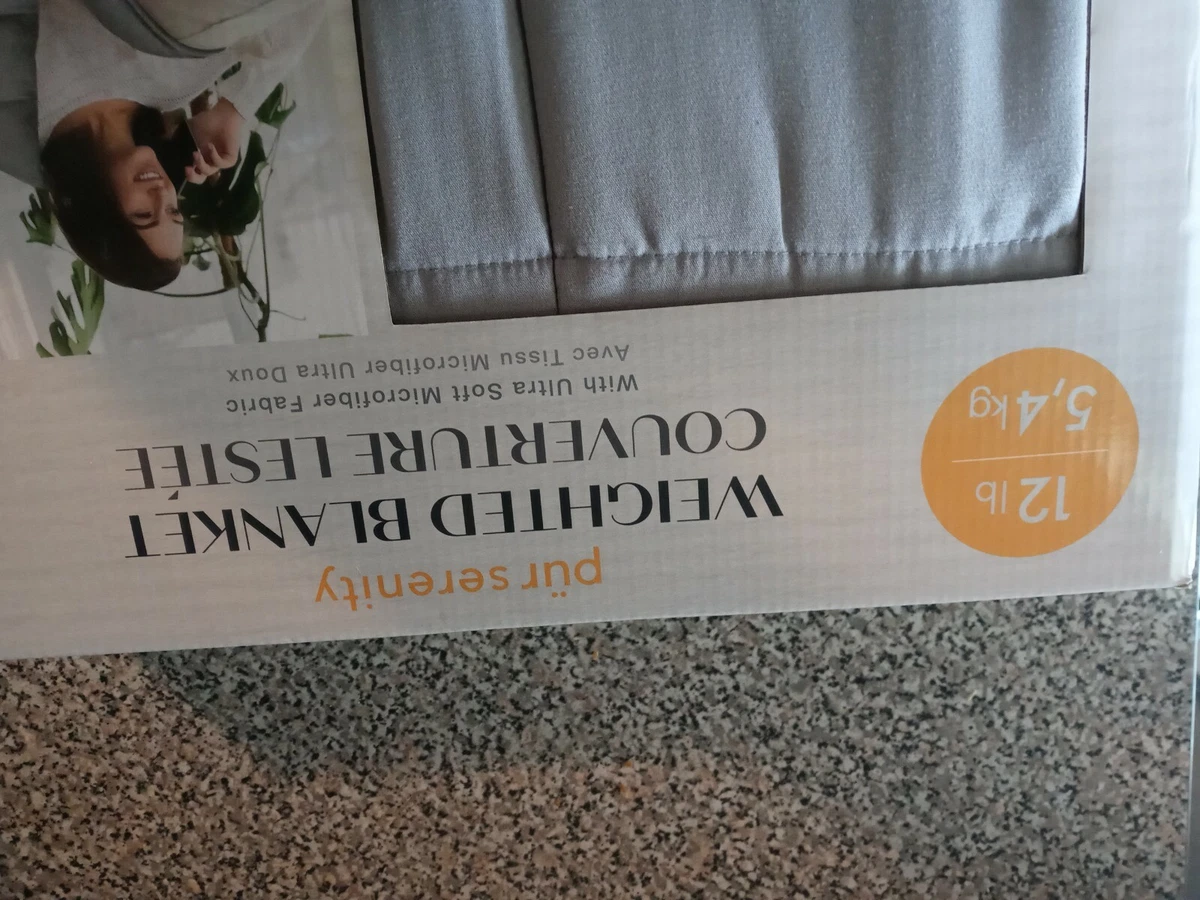 pür serenity
WEIGHTED BLANKET
COUVERTURE LESTÉE
With Ultra Soft Microfiber Fabric
Avec Tissu Microfiber Ultra Doux
12 lb
5,4 kg